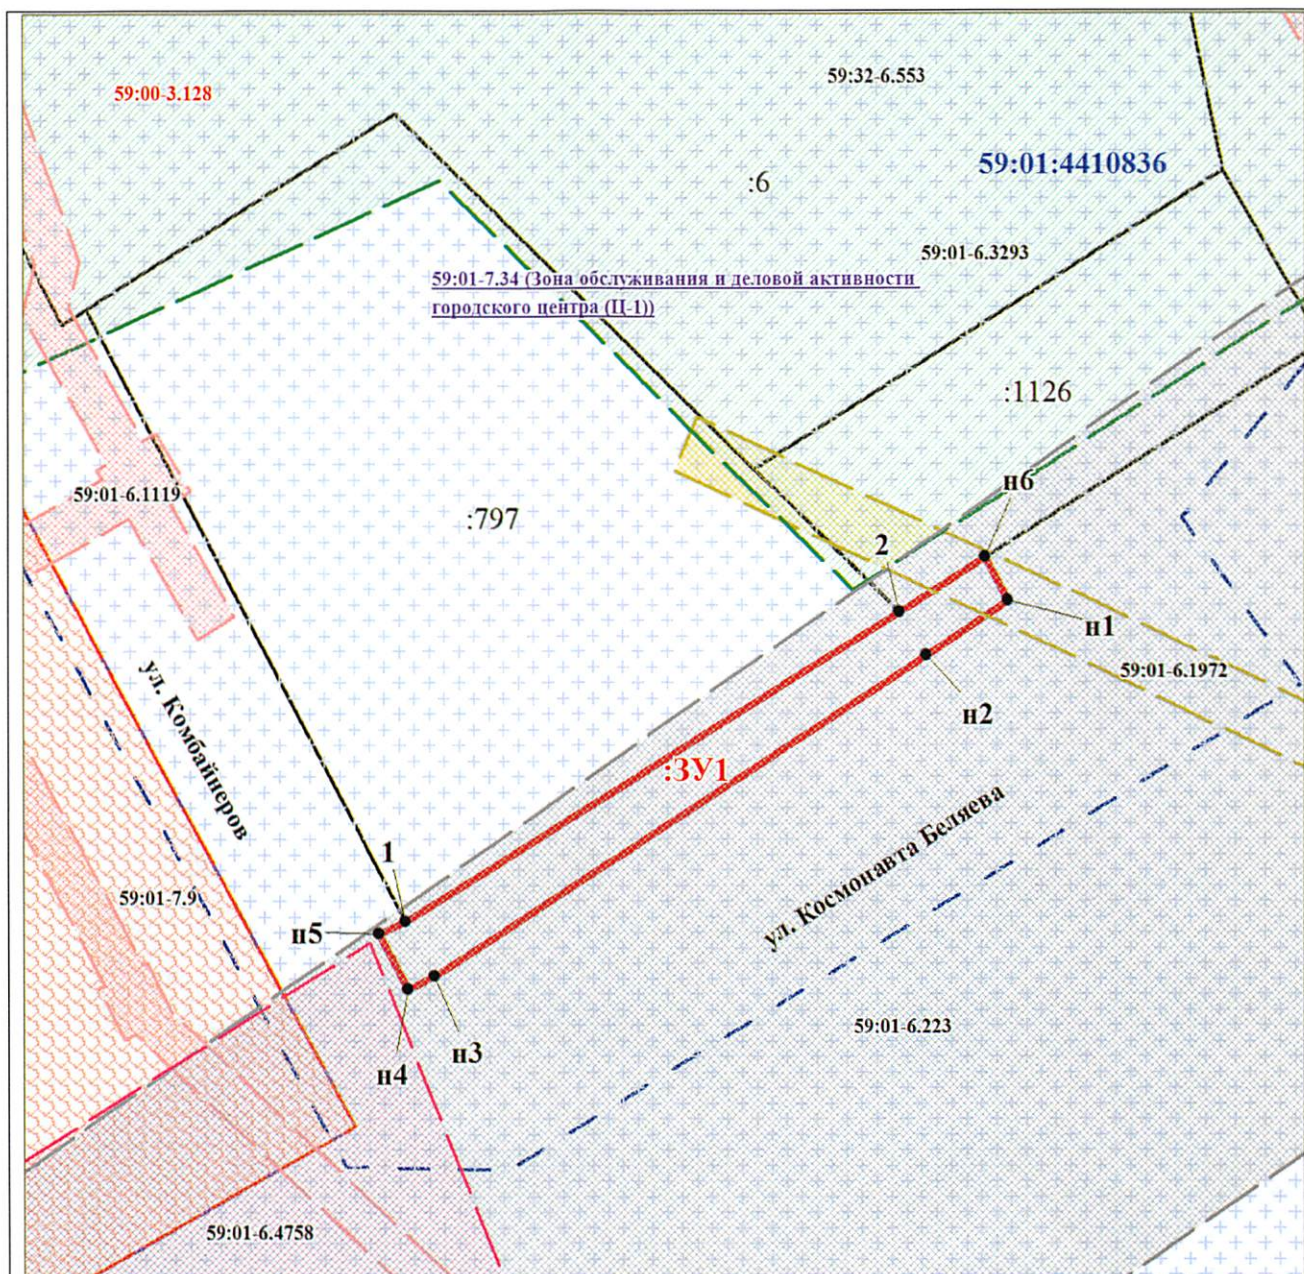 59:32-6.553
59:00-3.128
59:01:4410836
:6
59:01-6.3293
59:01-7.34 (Зона обслуживания и деловой активности
городского центра (Ц-1))
:1126
н6
59:01-6.1119
:797
2
н1
59:01-6.1972
н2
ул. Комбайнеров
:ЗУ1
ул. Космонавта Беляева
1
59:01-7.9
н5
59:01-6.223
н3
н4
59:01-6.4758